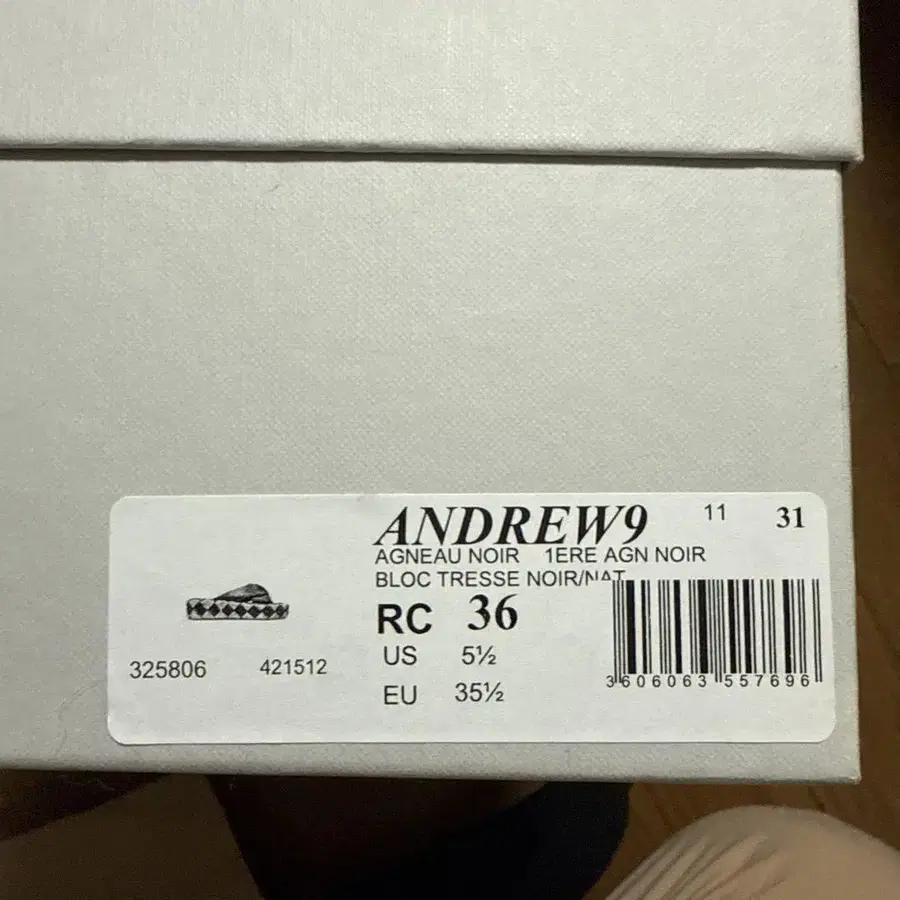 ANDREW9 11 31
AGNEAU NOIR 1ERE AGN NOIR
BLOC TRESSE NOIR/NAT
RC 36
US 5½
EU 35½
325806 421512
3606063 557696